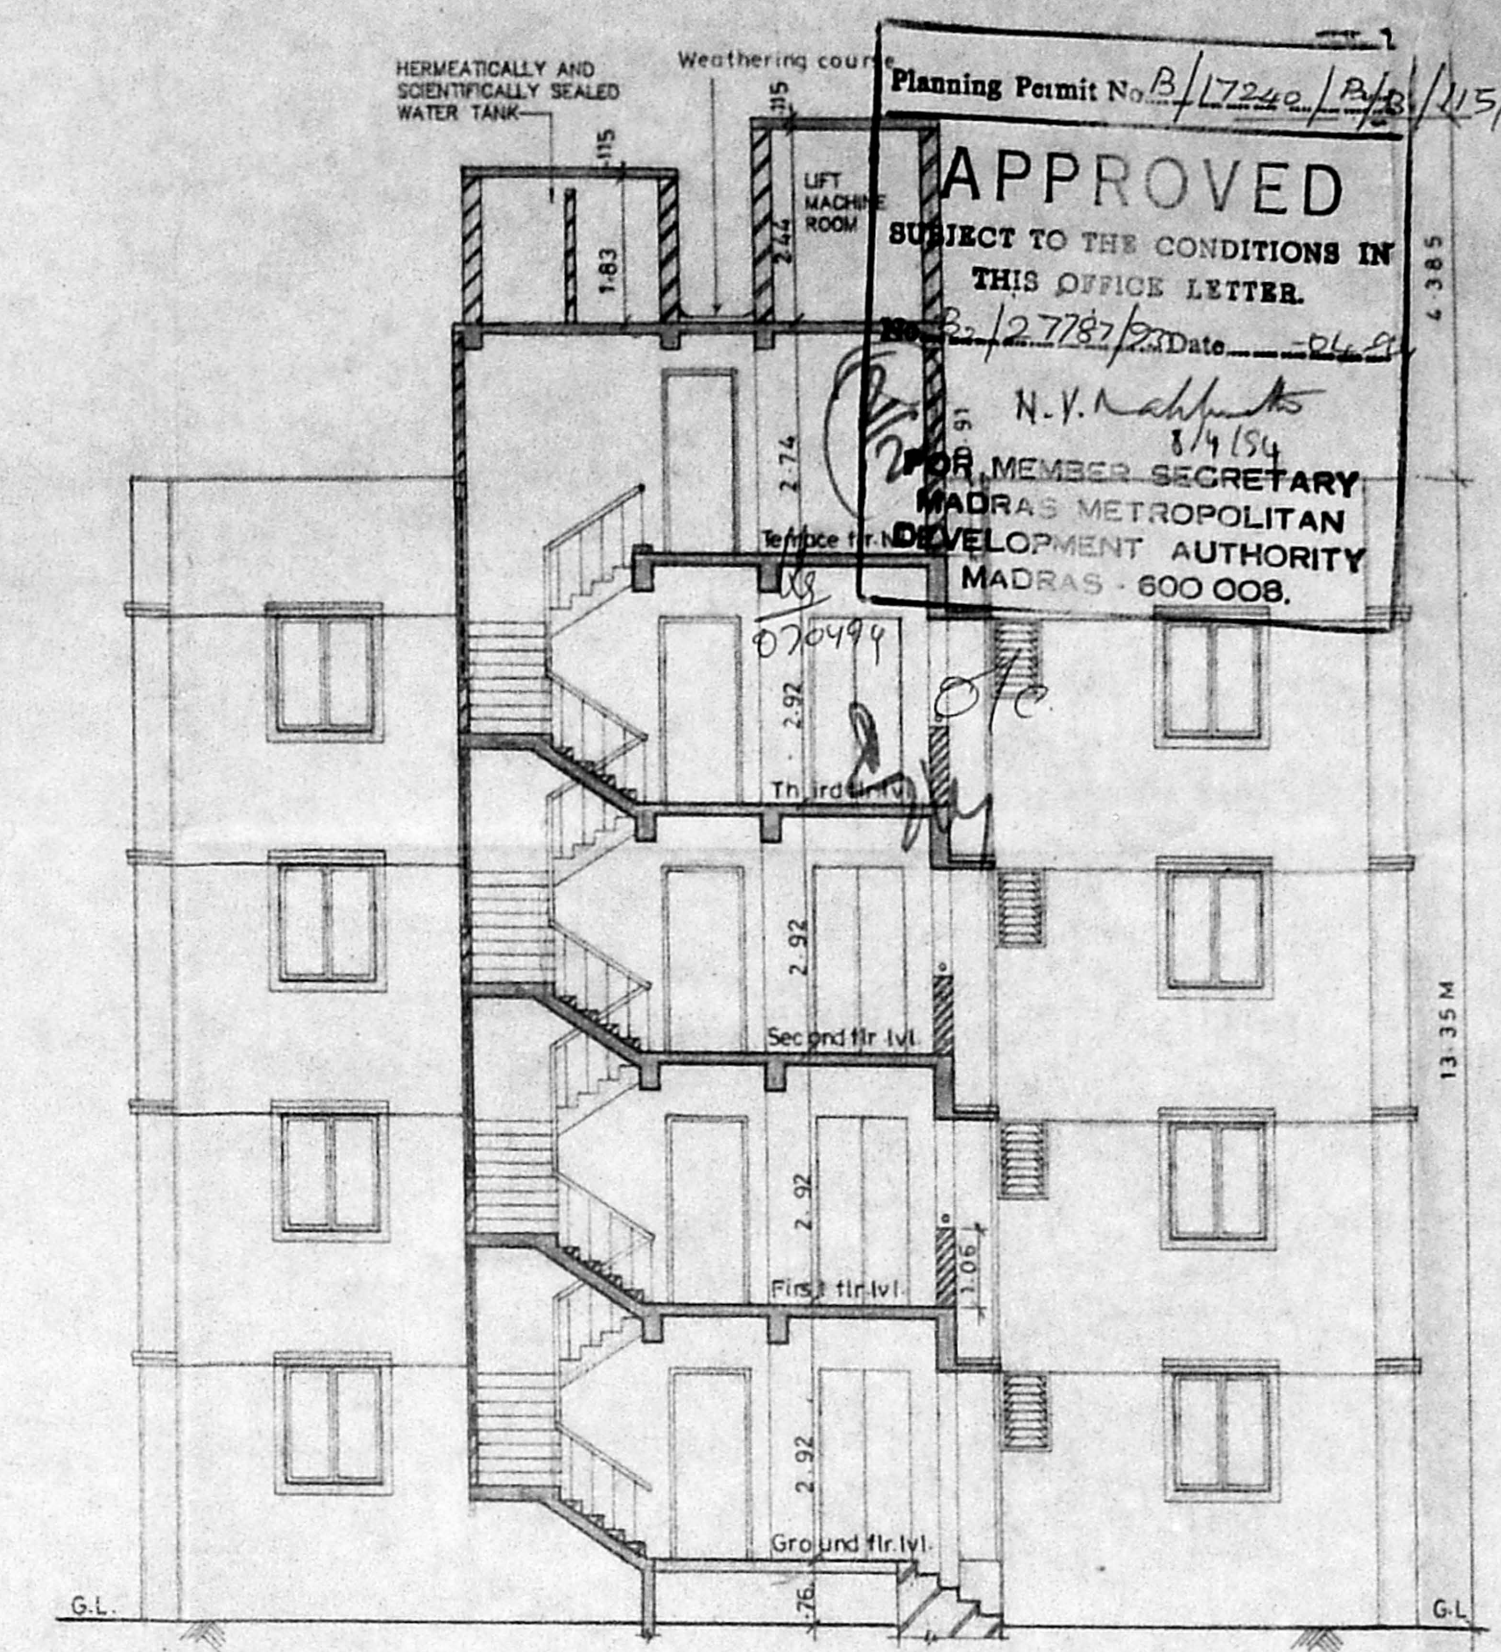 HERMEATICALLY AND
SCIENTIFICALLY SEALED
WATER TANK
Weathering course
.115
.115
1.83
2.44
LIFT
MACHINE
ROOM
Planning Permit No. B/17240/ /115/
APPROVED
SUBJECT TO THE CONDITIONS IN
THIS OFFICE LETTER.
No. B2/27787/93 Date -04-94
N.V.
8/4/94
FOR MEMBER SECRETARY
MADRAS METROPOLITAN
DEVELOPMENT AUTHORITY
MADRAS - 600 008.
4.385
.91
2.74
Terrace flr.lvl
070494
O/C
2.92
Third flr.lvl
2.92
Second flr.lvl.
13.35 M
2.92
1.06
First flr.lvl.
2.92
Ground flr.lvl.
.76
G.L.
G.L